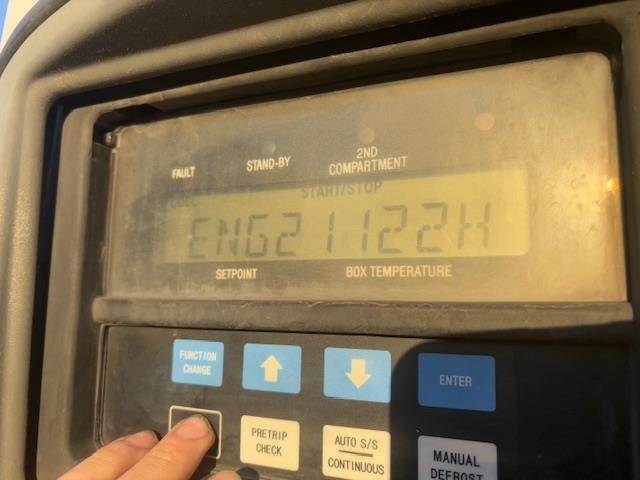 FAULT
STAND-BY
2ND
COMPARTMENT
START/STOP
ENG21122H
SETPOINT
BOX TEMPERATURE
FUNCTION
CHANGE
ENTER
PRETRIP
CHECK
AUTO S/S
CONTINUOUS
MANUAL
DEFROST